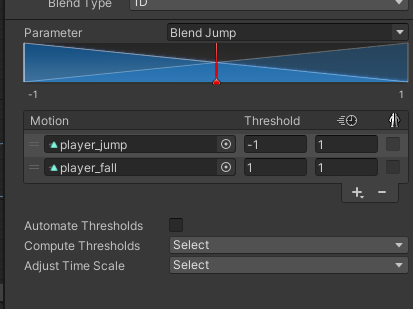 Blend Type 1D
Parameter Blend Jump
-1 1
Motion Threshold
player_jump -1 1
player_fall 1 1
Automate Thresholds
Compute Thresholds Select
Adjust Time Scale Select